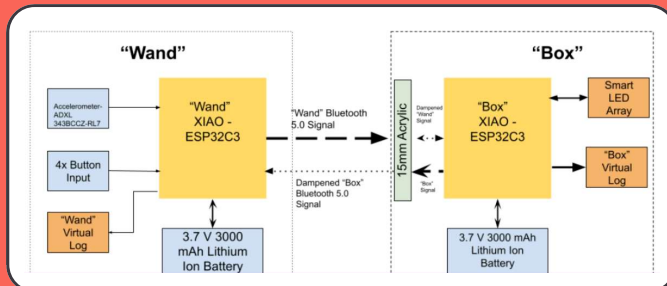 “Wand”
“Box”
Accelerometer-
ADXL
343BCCZ-RL7
4x Button
Input
“Wand”
Virtual
Log
“Wand”
XIAO -
ESP32C3
3.7 V 3000
mAh Lithium
Ion Battery
“Wand” Bluetooth
5.0 Signal
Dampened “Box”
Bluetooth 5.0
Signal
15mm Acrylic
Dampened
“Wand”
Signal
“Box”
Signal
“Box”
XIAO -
ESP32C3
3.7 V 3000 mAh
Lithium Ion
Battery
Smart
LED
Array
“Box”
Virtual
Log